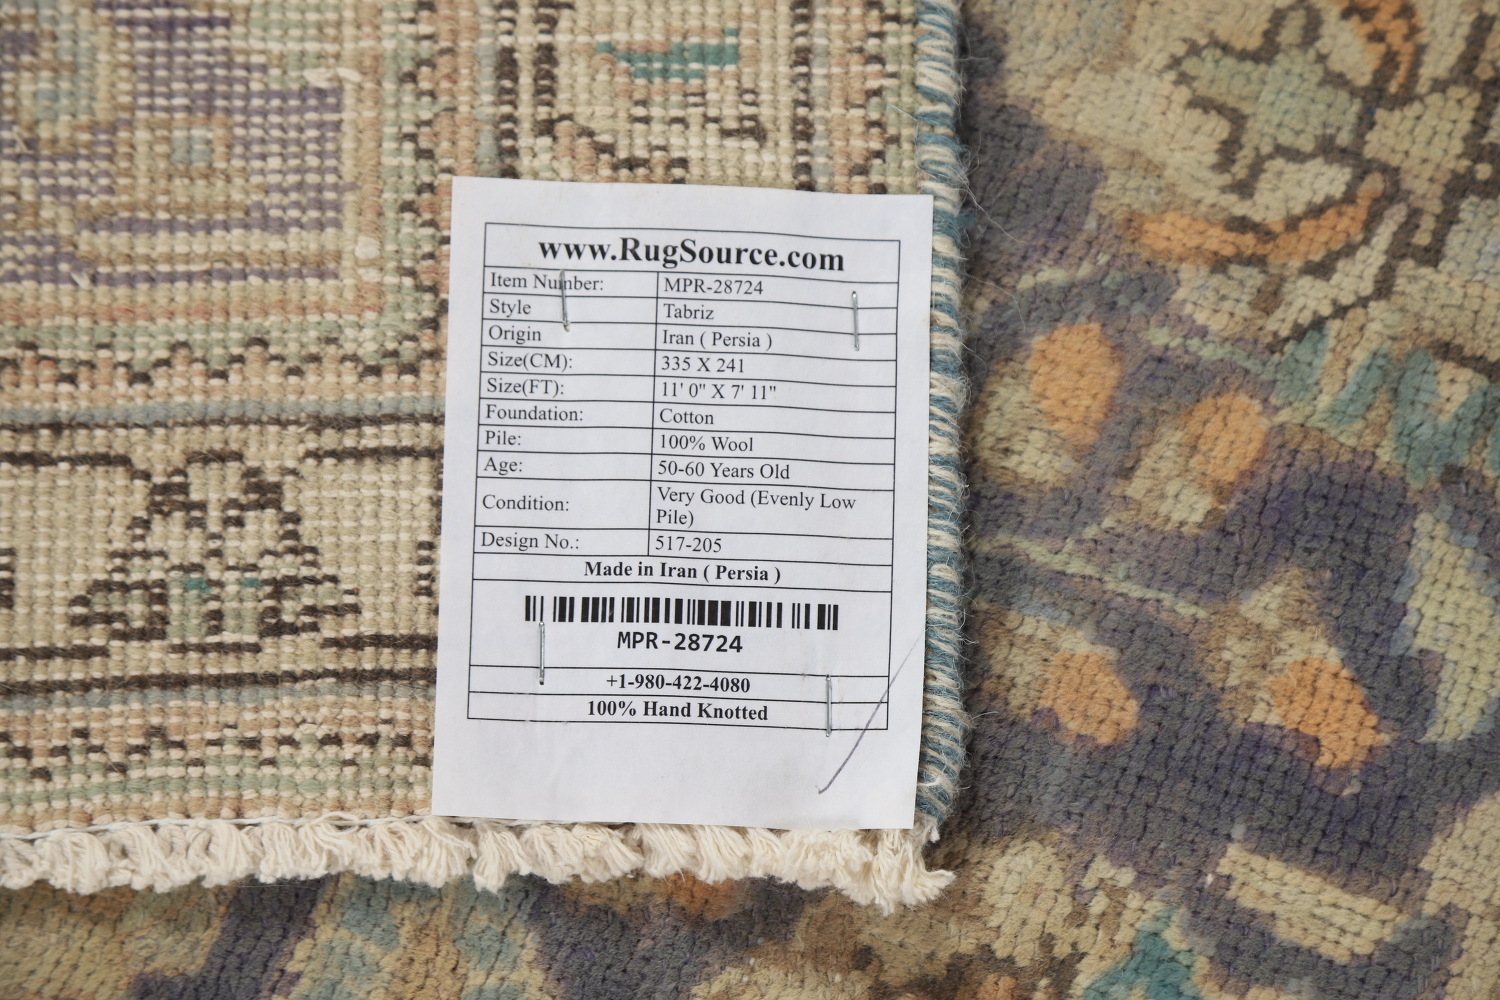 www.RugSource.com
Item Number: MPR-28724
Style Tabriz
Origin Iran ( Persia )
Size(CM): 335 X 241
Size(FT): 11' 0" X 7' 11"
Foundation: Cotton
Pile: 100% Wool
Age: 50-60 Years Old
Condition: Very Good (Evenly Low
Pile)
Design No.: 517-205
Made in Iran ( Persia )
MPR-28724
+1-980-422-4080
100% Hand Knotted